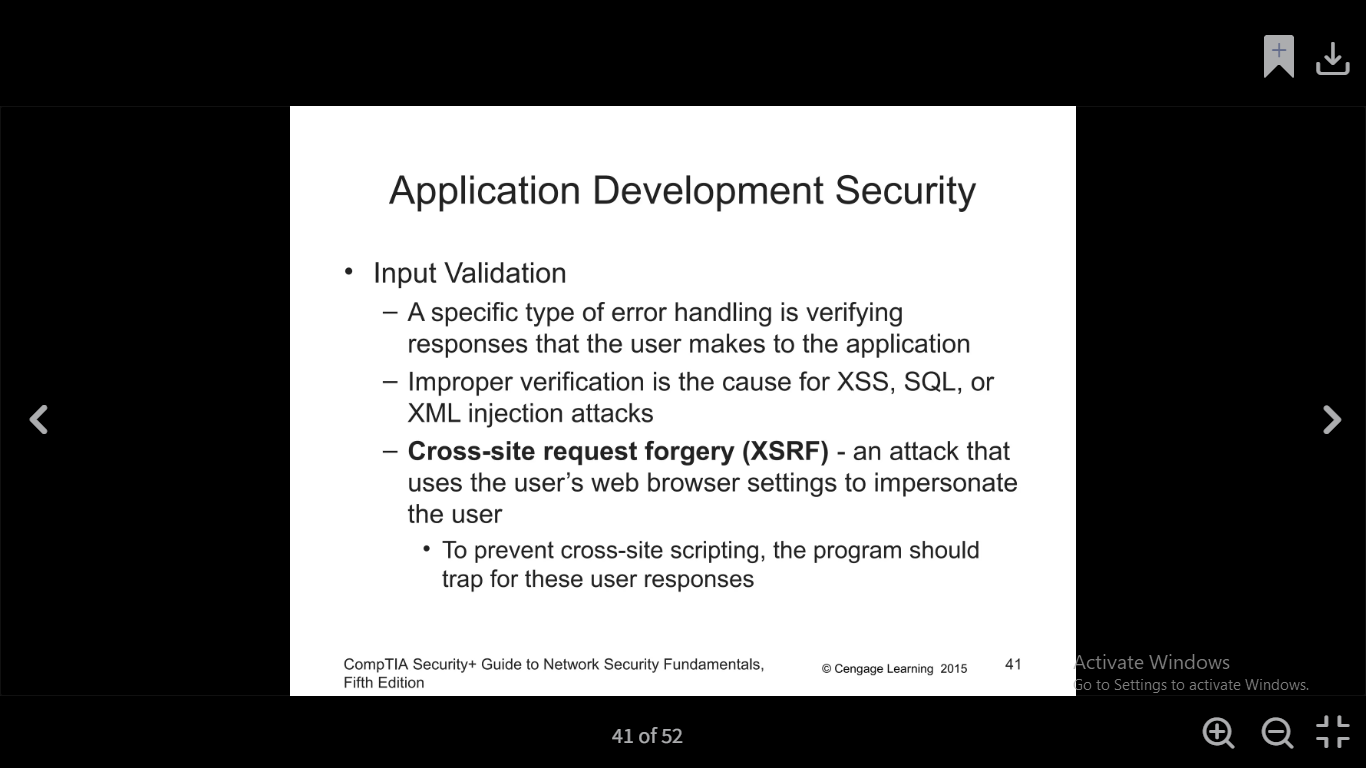 Application Development Security
• Input Validation
– A specific type of error handling is verifying
responses that the user makes to the application
– Improper verification is the cause for XSS, SQL, or
XML injection attacks
– Cross-site request forgery (XSRF) - an attack that
uses the user’s web browser settings to impersonate
the user
• To prevent cross-site scripting, the program should
trap for these user responses
CompTIA Security+ Guide to Network Security Fundamentals,
Fifth Edition
© Cengage Learning 2015
41
Activate Windows
Go to Settings to activate Windows.
41 of 52